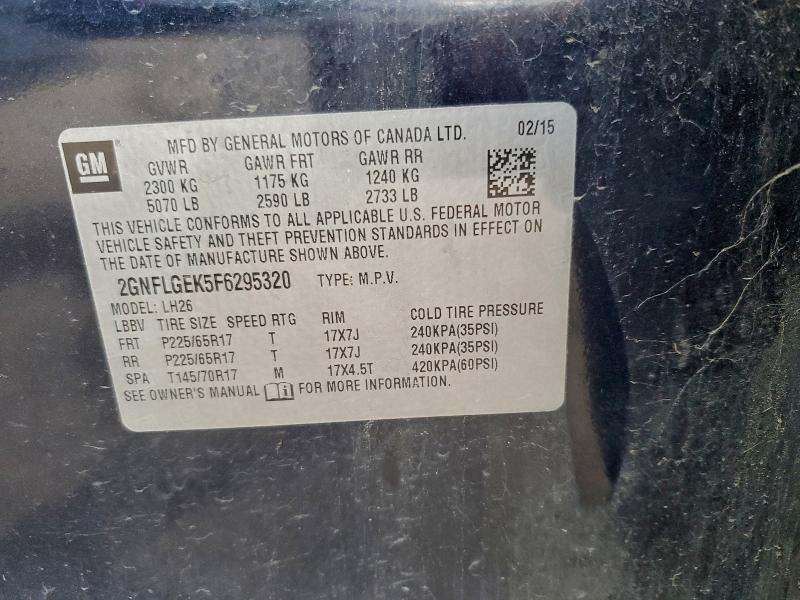 GM
MFD BY GENERAL MOTORS OF CANADA LTD. 02/15
GVWR GAWR FRT GAWR RR
2300 KG 1175 KG 1240 KG
5070 LB 2590 LB 2733 LB
THIS VEHICLE CONFORMS TO ALL APPLICABLE U.S. FEDERAL MOTOR
VEHICLE SAFETY AND THEFT PREVENTION STANDARDS IN EFFECT ON
THE DATE OF MANUFACTURE SHOWN ABOVE.
2GNFLGEK5F6295320 TYPE: M.P.V.
MODEL: LH26
LBBV TIRE SIZE SPEED RTG RIM COLD TIRE PRESSURE
FRT P225/65R17 T 17X7J 240KPA(35PSI)
RR P225/65R17 T 17X7J 240KPA(35PSI)
SPA T145/70R17 M 17X4.5T 420KPA(60PSI)
SEE OWNER'S MANUAL FOR MORE INFORMATION.